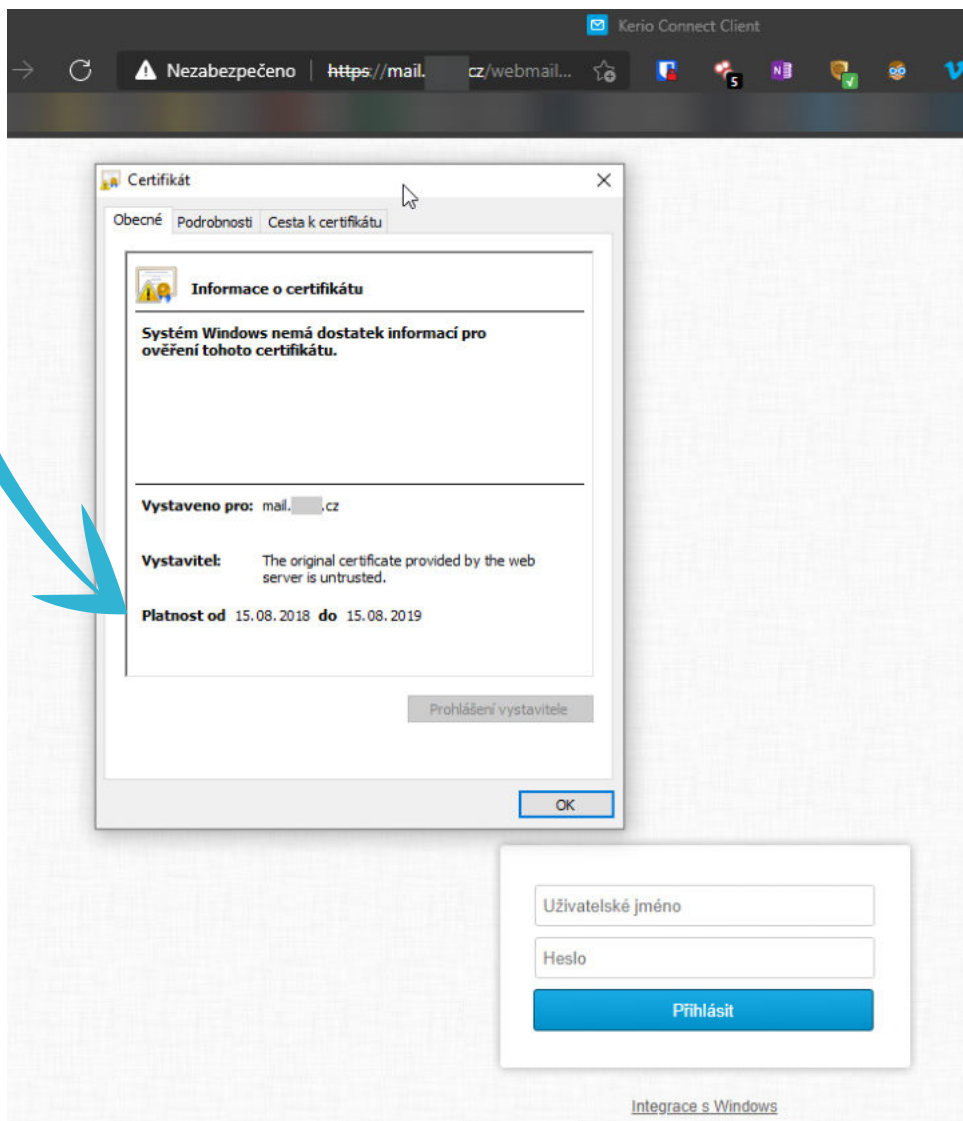 Kerio Connect Client
Nezabezpečeno | https://mail. cz/webmail...
5
N
Certifikát
Obecné Podrobnosti Cesta k certifikátu
Informace o certifikátu
Systém Windows nemá dostatek informací pro
ověření tohoto certifikátu.
Vystaveno pro: mail. .cz
Vystavitel: The original certificate provided by the web
server is untrusted.
Platnost od 15.08.2018 do 15.08.2019
Prohlášení vystavitele
OK
Uživatelské jméno
Heslo
Přihlásit
Integrace s Windows